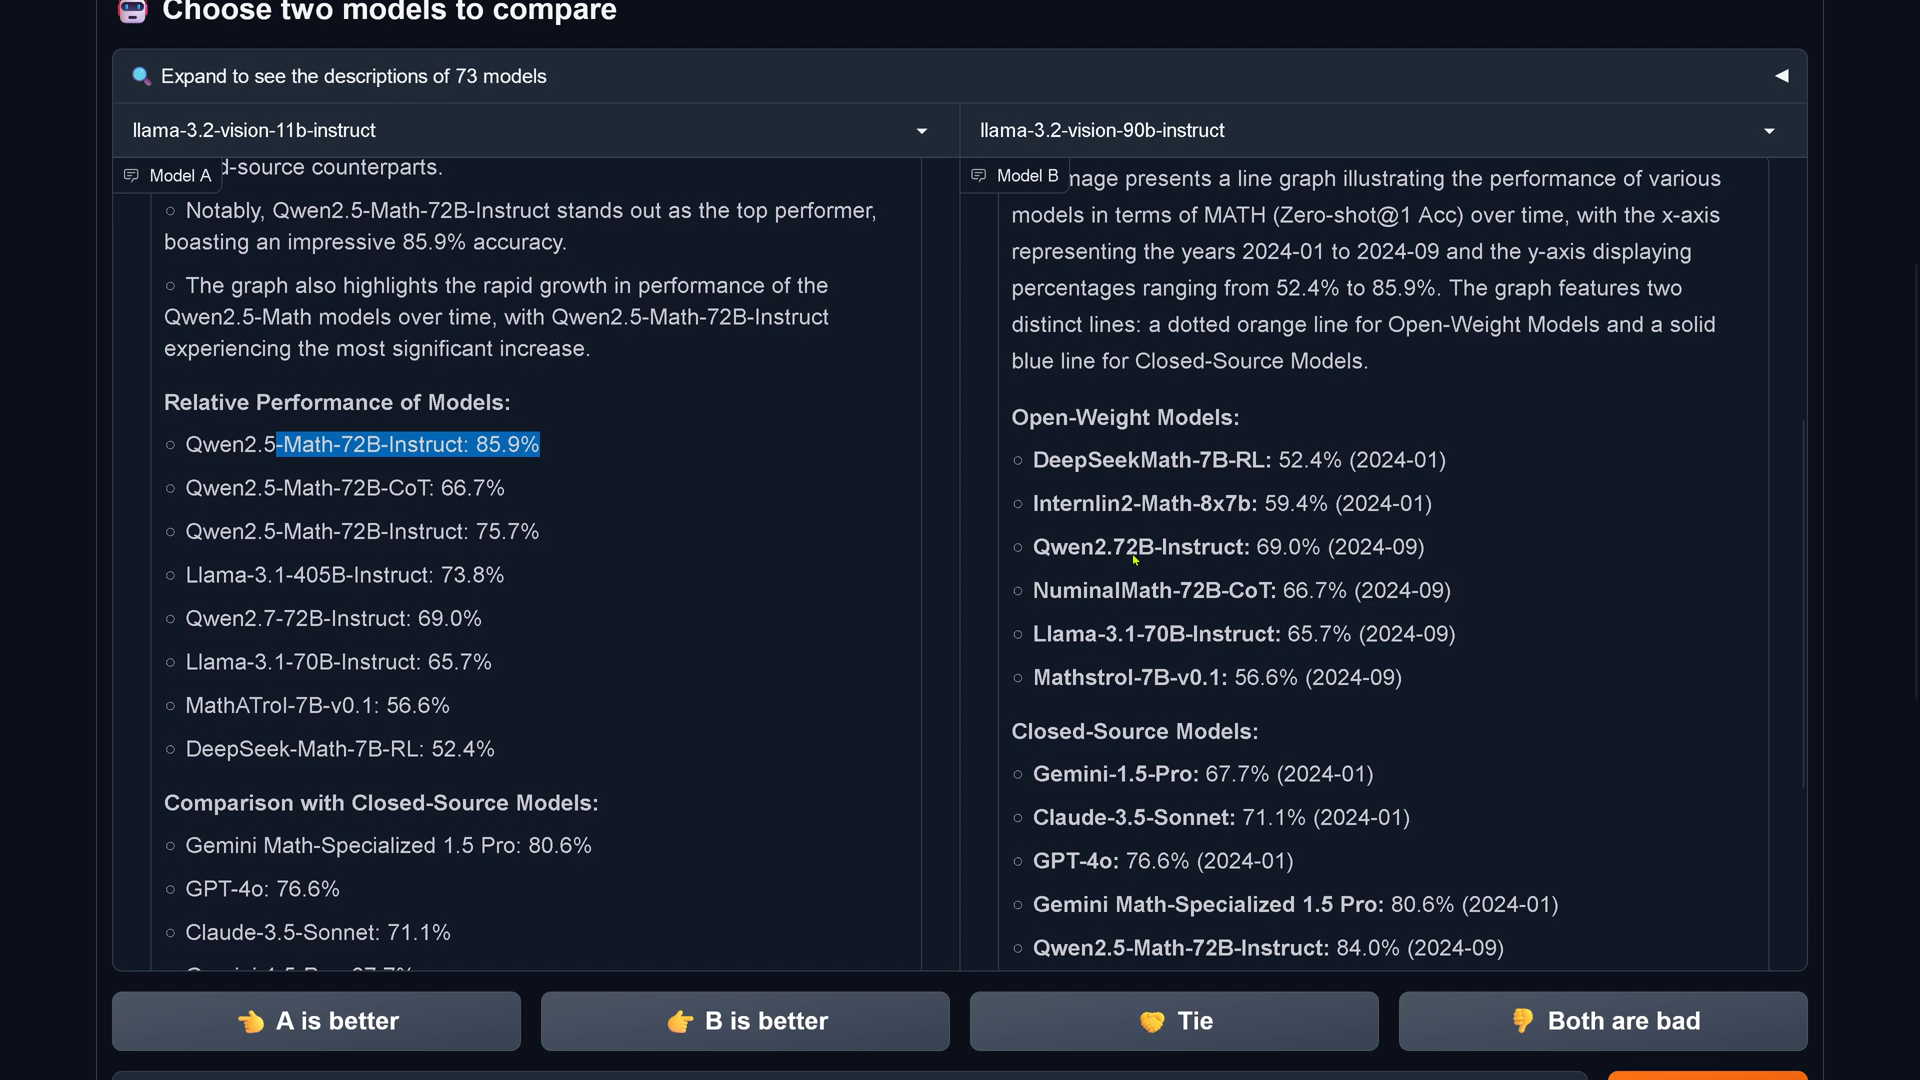 Choose two models to compare
Expand to see the descriptions of 73 models
llama-3.2-vision-11b-instruct
Model A
d-source counterparts.
Notably, Qwen2.5-Math-72B-Instruct stands out as the top performer,
boasting an impressive 85.9% accuracy.
The graph also highlights the rapid growth in performance of the
Qwen2.5-Math models over time, with Qwen2.5-Math-72B-Instruct
experiencing the most significant increase.
Relative Performance of Models:
Qwen2.5-Math-72B-Instruct: 85.9%
Qwen2.5-Math-72B-CoT: 66.7%
Qwen2.5-Math-72B-Instruct: 75.7%
Llama-3.1-405B-Instruct: 73.8%
Qwen2.7-72B-Instruct: 69.0%
Llama-3.1-70B-Instruct: 65.7%
MathATrol-7B-v0.1: 56.6%
DeepSeek-Math-7B-RL: 52.4%
Comparison with Closed-Source Models:
Gemini Math-Specialized 1.5 Pro: 80.6%
GPT-4o: 76.6%
Claude-3.5-Sonnet: 71.1%
llama-3.2-vision-90b-instruct
Model B
mage presents a line graph illustrating the performance of various
models in terms of MATH (Zero-shot@1 Acc) over time, with the x-axis
representing the years 2024-01 to 2024-09 and the y-axis displaying
percentages ranging from 52.4% to 85.9%. The graph features two
distinct lines: a dotted orange line for Open-Weight Models and a solid
blue line for Closed-Source Models.
Open-Weight Models:
DeepSeekMath-7B-RL: 52.4% (2024-01)
Internlin2-Math-8x7b: 59.4% (2024-01)
Qwen2.72B-Instruct: 69.0% (2024-09)
NuminalMath-72B-CoT: 66.7% (2024-09)
Llama-3.1-70B-Instruct: 65.7% (2024-09)
Mathstrol-7B-v0.1: 56.6% (2024-09)
Closed-Source Models:
Gemini-1.5-Pro: 67.7% (2024-01)
Claude-3.5-Sonnet: 71.1% (2024-01)
GPT-4o: 76.6% (2024-01)
Gemini Math-Specialized 1.5 Pro: 80.6% (2024-01)
Qwen2.5-Math-72B-Instruct: 84.0% (2024-09)
A is better
B is better
Tie
Both are bad